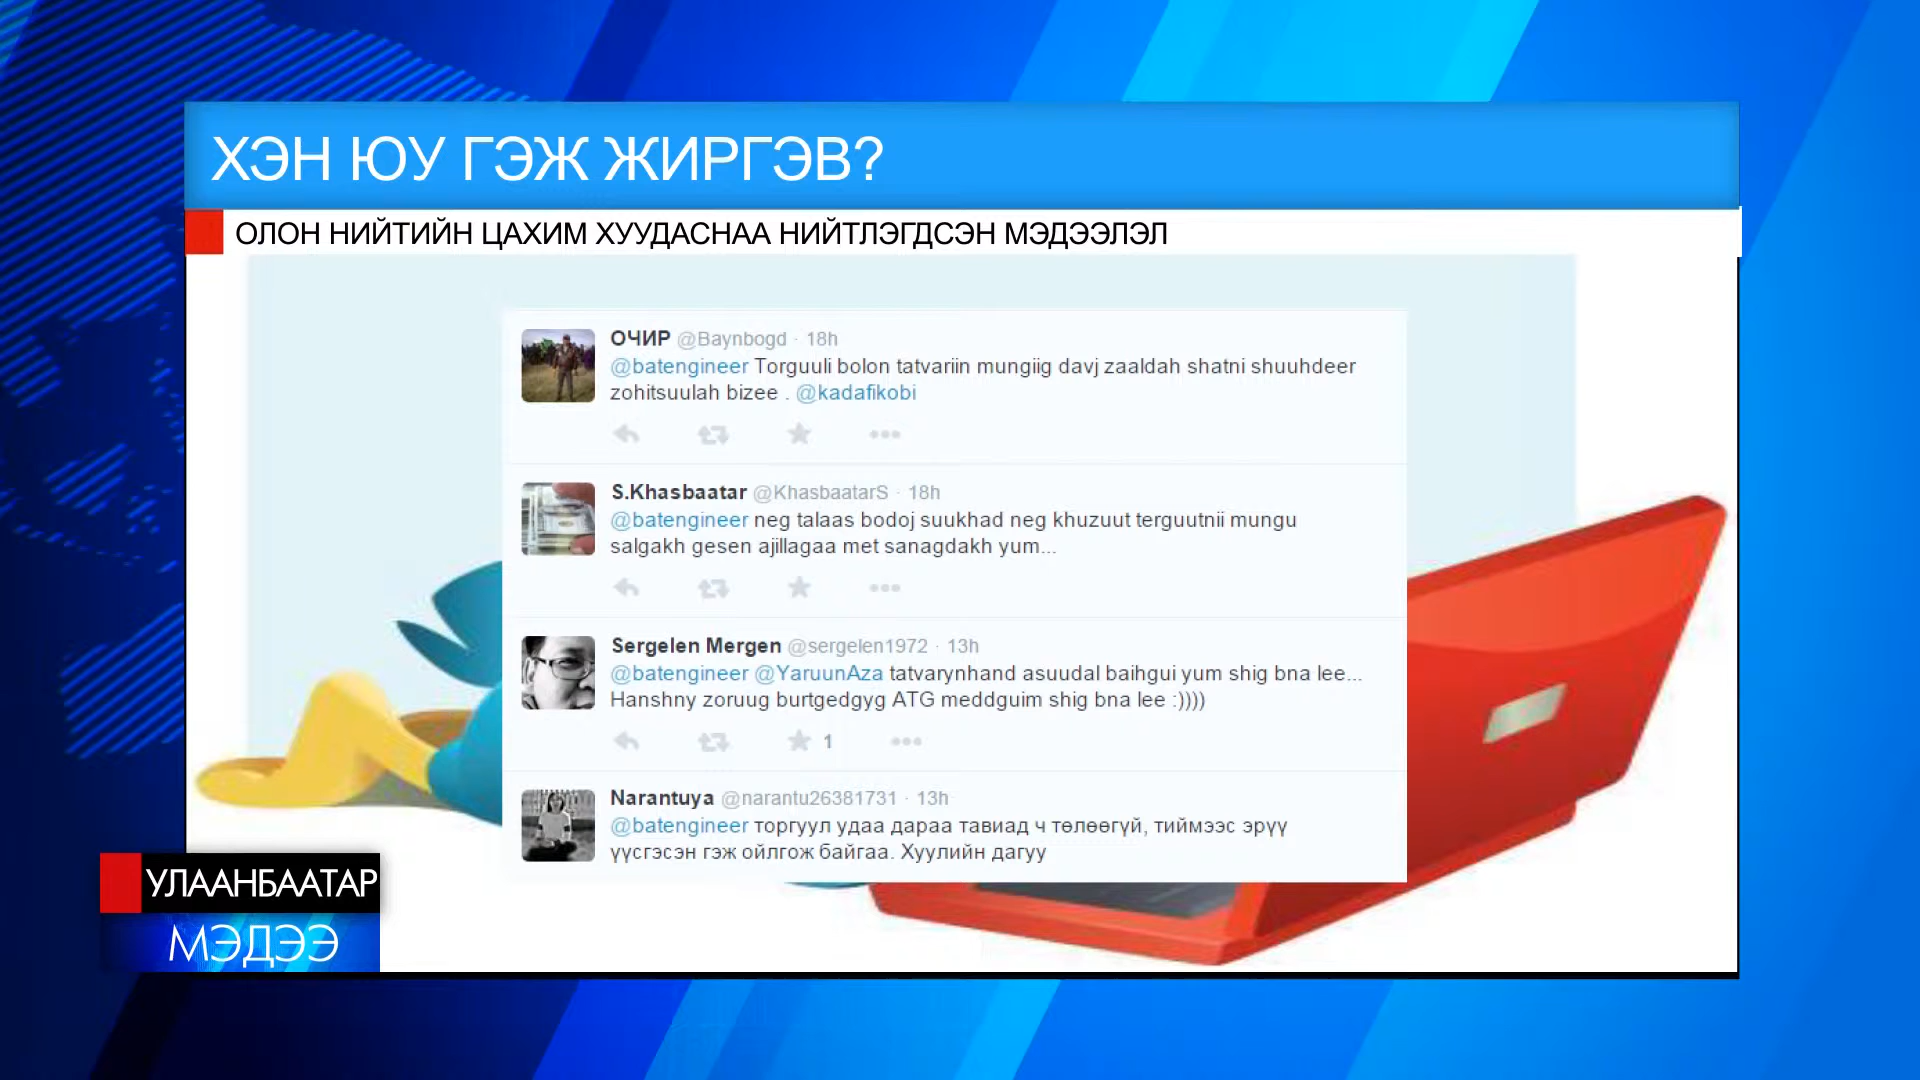 ХЭН ЮУ ГЭЖ ЖИРГЭВ?
ОЛОН НИЙТИЙН ЦАХИМ ХУУДАСНАА НИЙТЛЭГДСЭН МЭДЭЭЛЭЛ
ОЧИР @Baynbogd · 18h
@batengineer Torguuli bolon tatvariin mungiig davj zaaldah shatni shuuhdeer
zohitsuulah bizee . @kadafikobi
S.Khasbaatar @KhasbaatarS · 18h
@batengineer neg talaas bodoj suukhad neg khuzuut terguutnii mungu
salgakh gesen ajillagaa met sanagdakh yum...
Sergelen Mergen @sergelen1972 · 13h
@batengineer @YaruunAza tatvarynhand asuudal baihgui yum shig bna lee...
Hanshny zoruug burtgedgyg ATG meddguim shig bna lee :))))
1
Narantuya @narantu26381731 · 13h
@batengineer торгуул удаа дараа тавиад ч төлөөгүй, тиймээс эрүү
үүсгэсэн гэж ойлгож байгаа. Хуулийн дагуу
УЛААНБААТАР
МЭДЭЭ